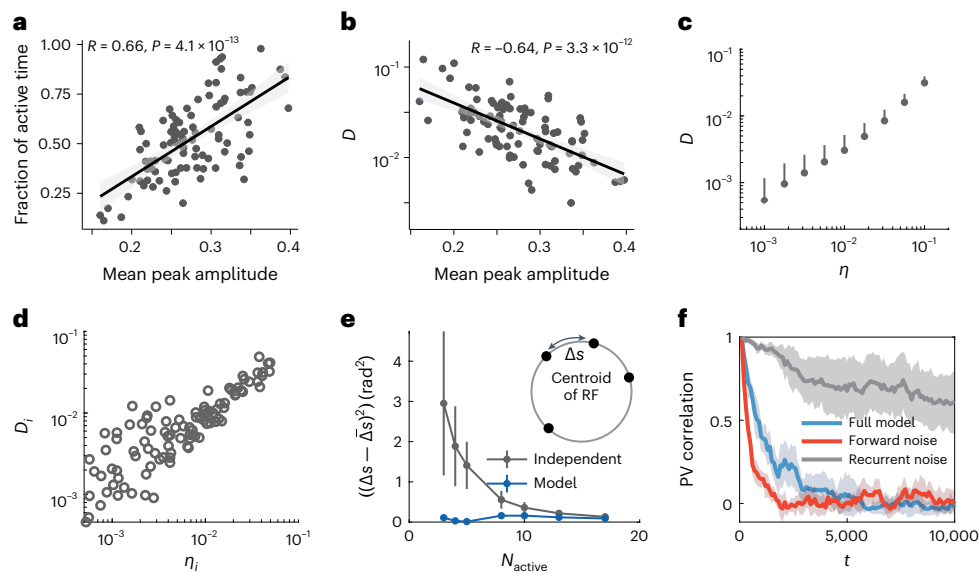 a
R = 0.66, P = 4.1 × 10⁻¹³
Fraction of active time
1.00
0.75
0.50
0.25
0.2
0.3
0.4
Mean peak amplitude
b
R = −0.64, P = 3.3 × 10⁻¹²
D
10⁻¹
10⁻²
0.2
0.3
0.4
Mean peak amplitude
c
D
10⁻¹
10⁻²
10⁻³
10⁻³
10⁻²
10⁻¹
η
d
Dᵢ
10⁻¹
10⁻²
10⁻³
10⁻³
10⁻²
10⁻¹
ηᵢ
e
⟨(Δs − Δ̄s)²⟩ (rad²)
4
3
2
1
0
0
10
20
N_active
Δs
Centroid
of RF
Independent
Model
f
PV correlation
1
0
0
5,000
10,000
t
Full model
Forward noise
Recurrent noise